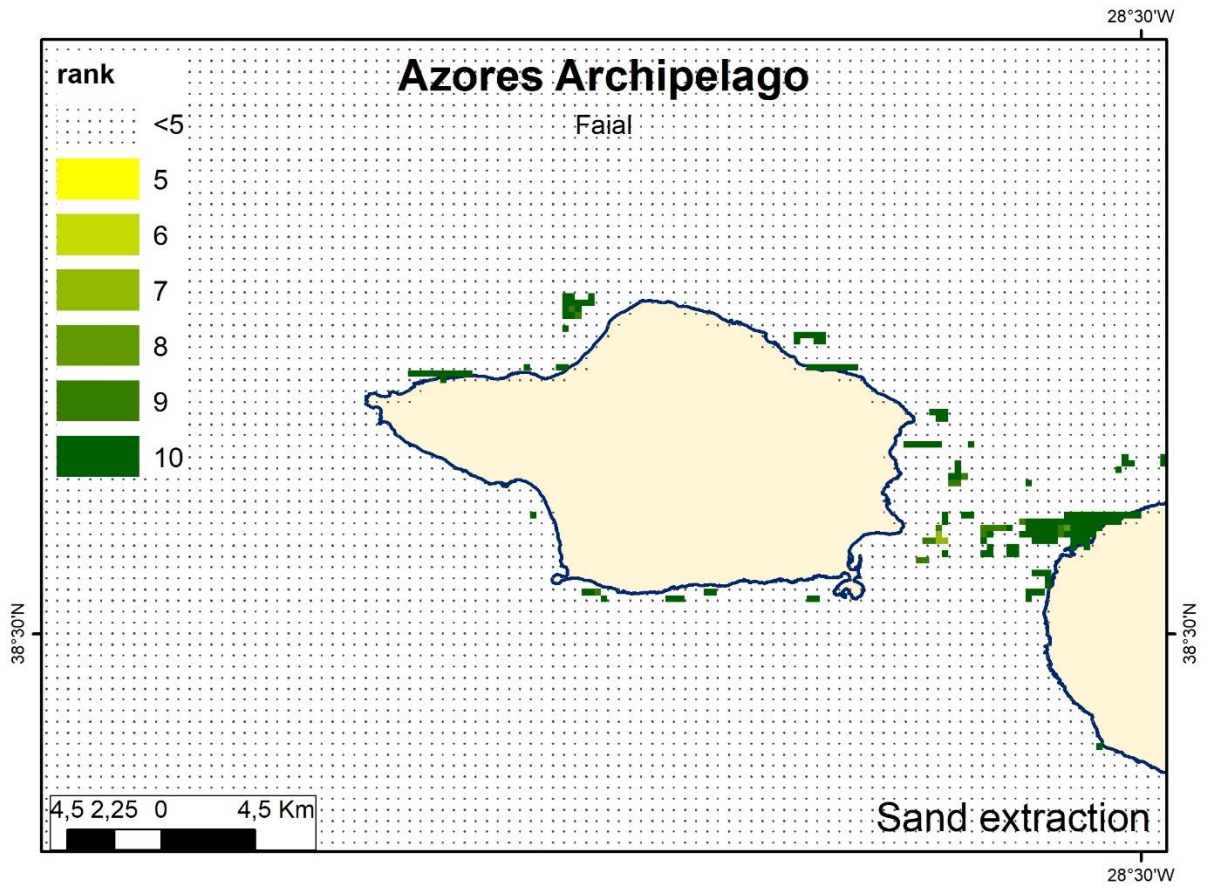 28°30'W
rank
Azores Archipelago
Faial
<5
5
6
7
8
9
10
38°30'N
38°30'N
4,5 2,25 0 4,5 Km
Sand extraction
28°30'W